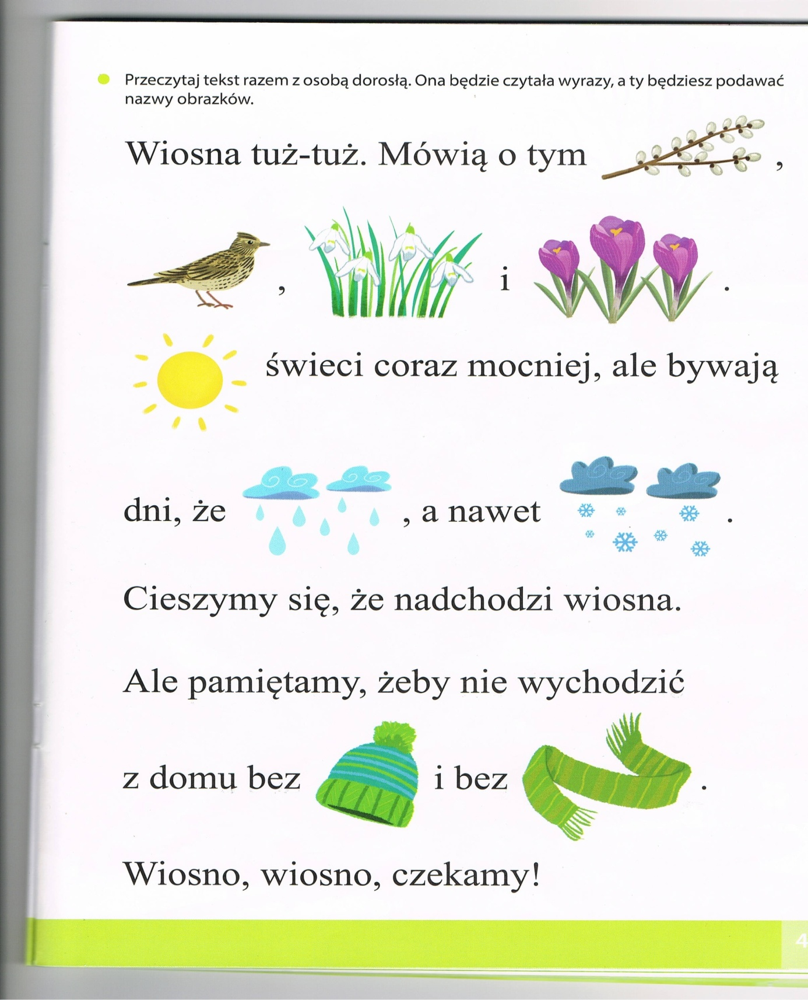 Przeczytaj tekst razem z osobą dorosłą. Ona będzie czytała wyrazy, a ty będziesz podawać
nazwy obrazków.
Wiosna tuż-tuż. Mówią o tym ,
, i .
świeci coraz mocniej, ale bywają
dni, że , a nawet .
Cieszymy się, że nadchodzi wiosna.
Ale pamiętamy, żeby nie wychodzić
z domu bez i bez .
Wiosno, wiosno, czekamy!
4